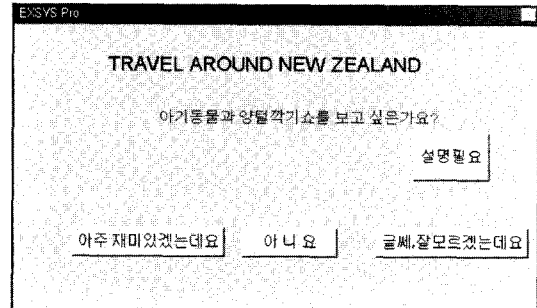 EXSYS Pro
TRAVEL AROUND NEW ZEALAND
아기동물과 양털깍기쇼를 보고 싶은가요?
설명필요
아주 재미있겠는데요 아 니 요 글쎄,잘모르겠는데요